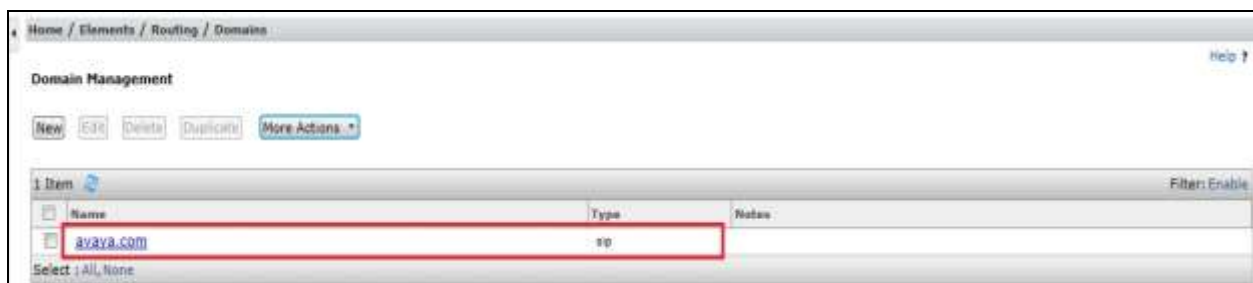 Home / Elements / Routing / Domains
Help ?
Domain Management
New Edit Delete Duplicate More Actions
1 Item Filter: Enable
Name Type Notes
avaya.com sip
Select : All, None